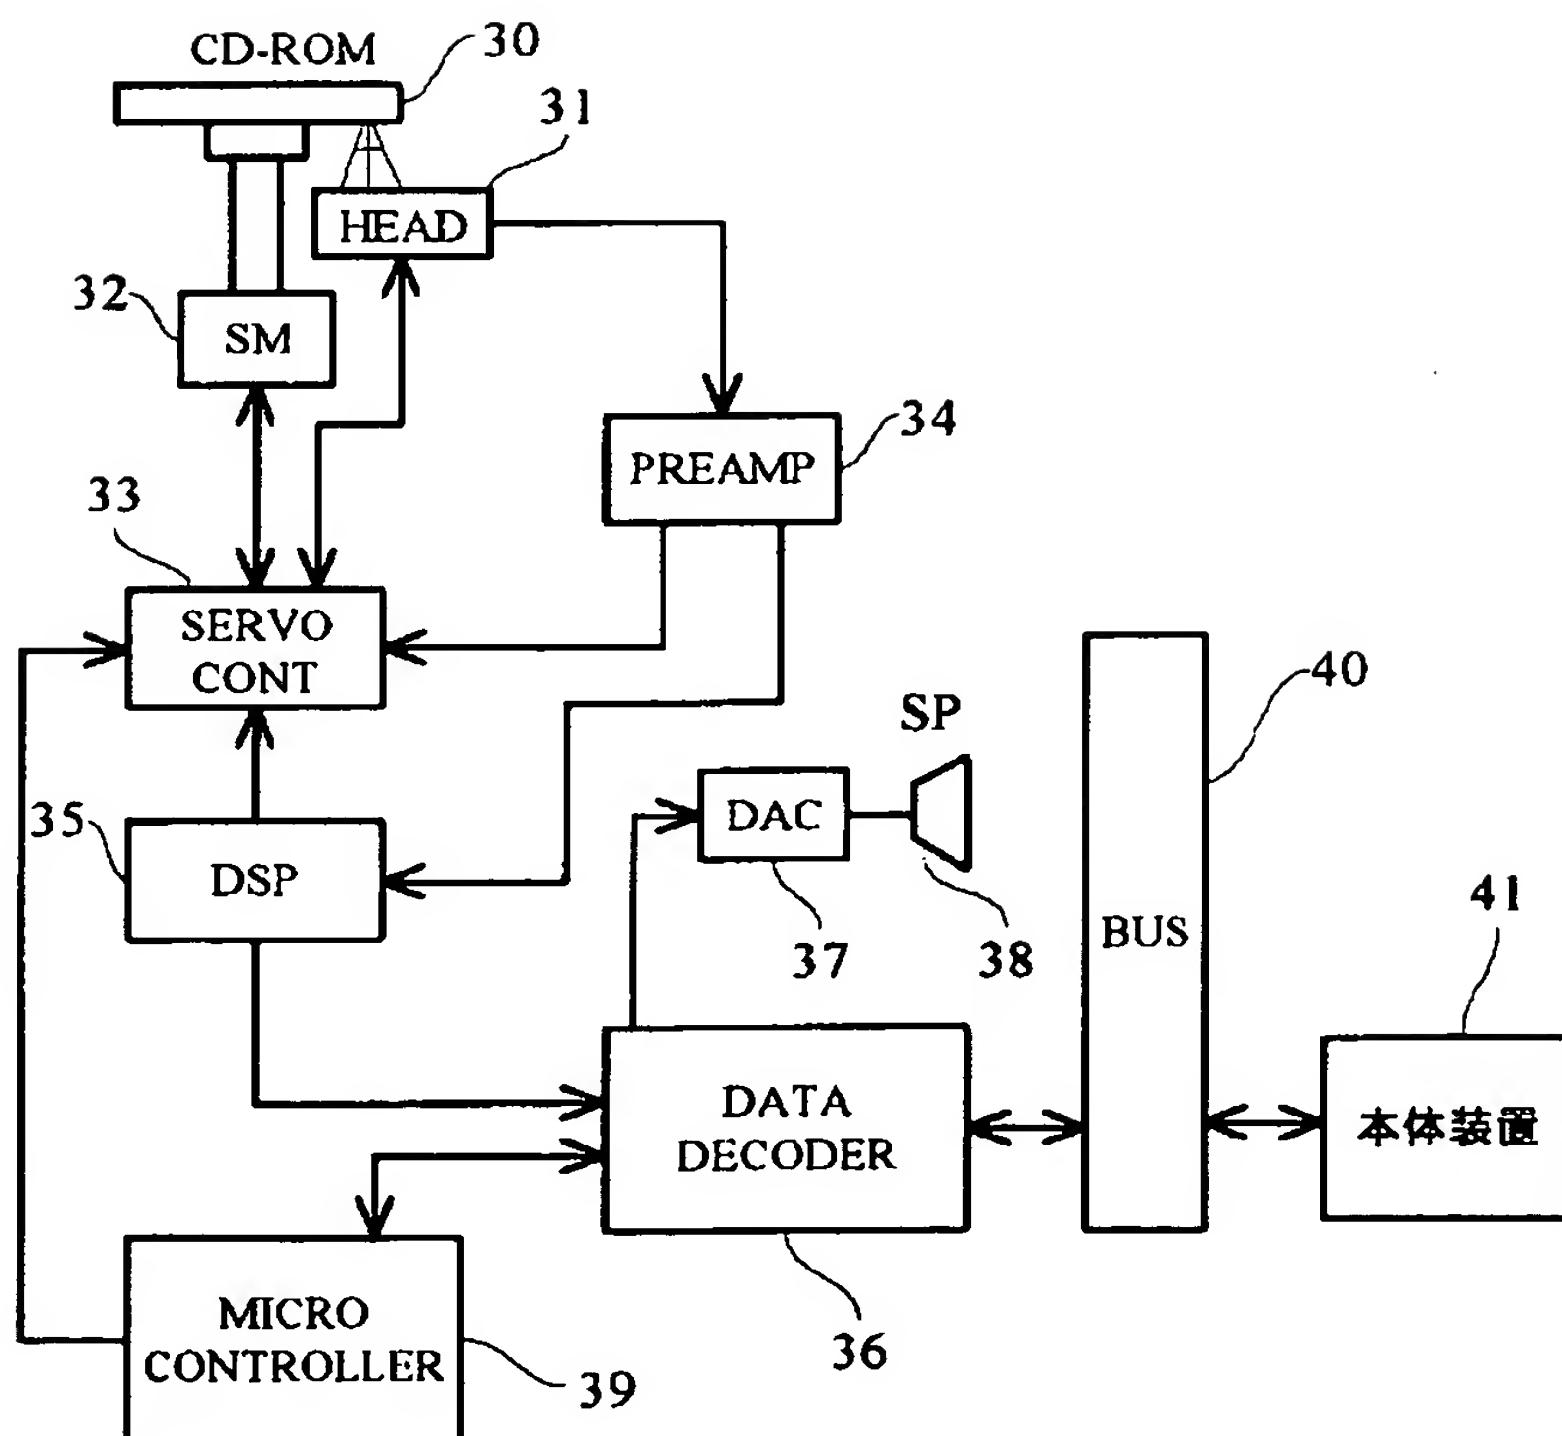 CD-ROM
30
31
HEAD
32
SM
34
PREAMP
33
SERVO
CONT
40
SP
35
DAC
DSP
41
37
38
BUS
DATA
DECODER
本体装置
MICRO
CONTROLLER
36
39